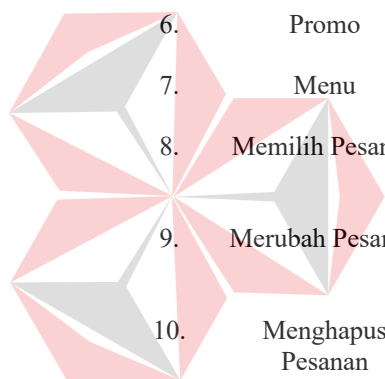 6. Promo
7. Menu
8. Memilih Pesan
9. Merubah Pesan
10. Menghapus
Pesanan